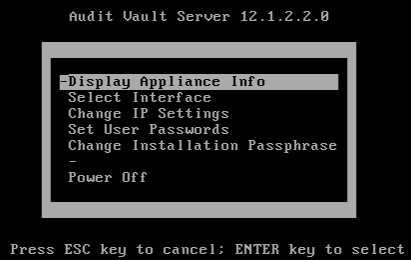 Audit Vault Server 12.1.2.2.0
-Display Appliance Info
Select Interface
Change IP Settings
Set User Passwords
Change Installation Passphrase
-
Power Off
Press ESC key to cancel; ENTER key to select